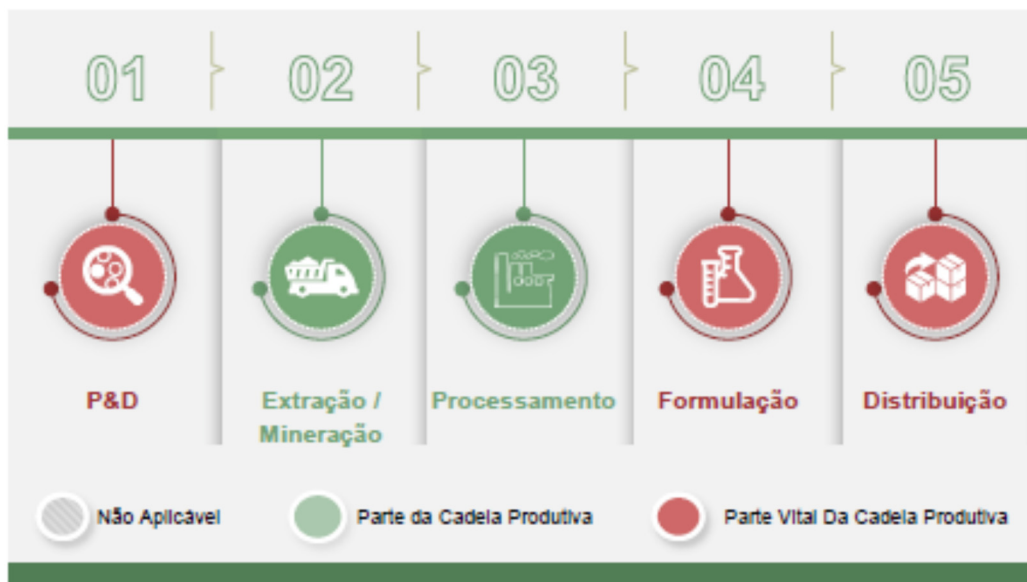 01
02
03
04
05
P&D
Extração /
Mineração
Processamento
Formulação
Distribuição
Não Aplicável
Parte da Cadeia Produtiva
Parte Vital Da Cadeia Produtiva